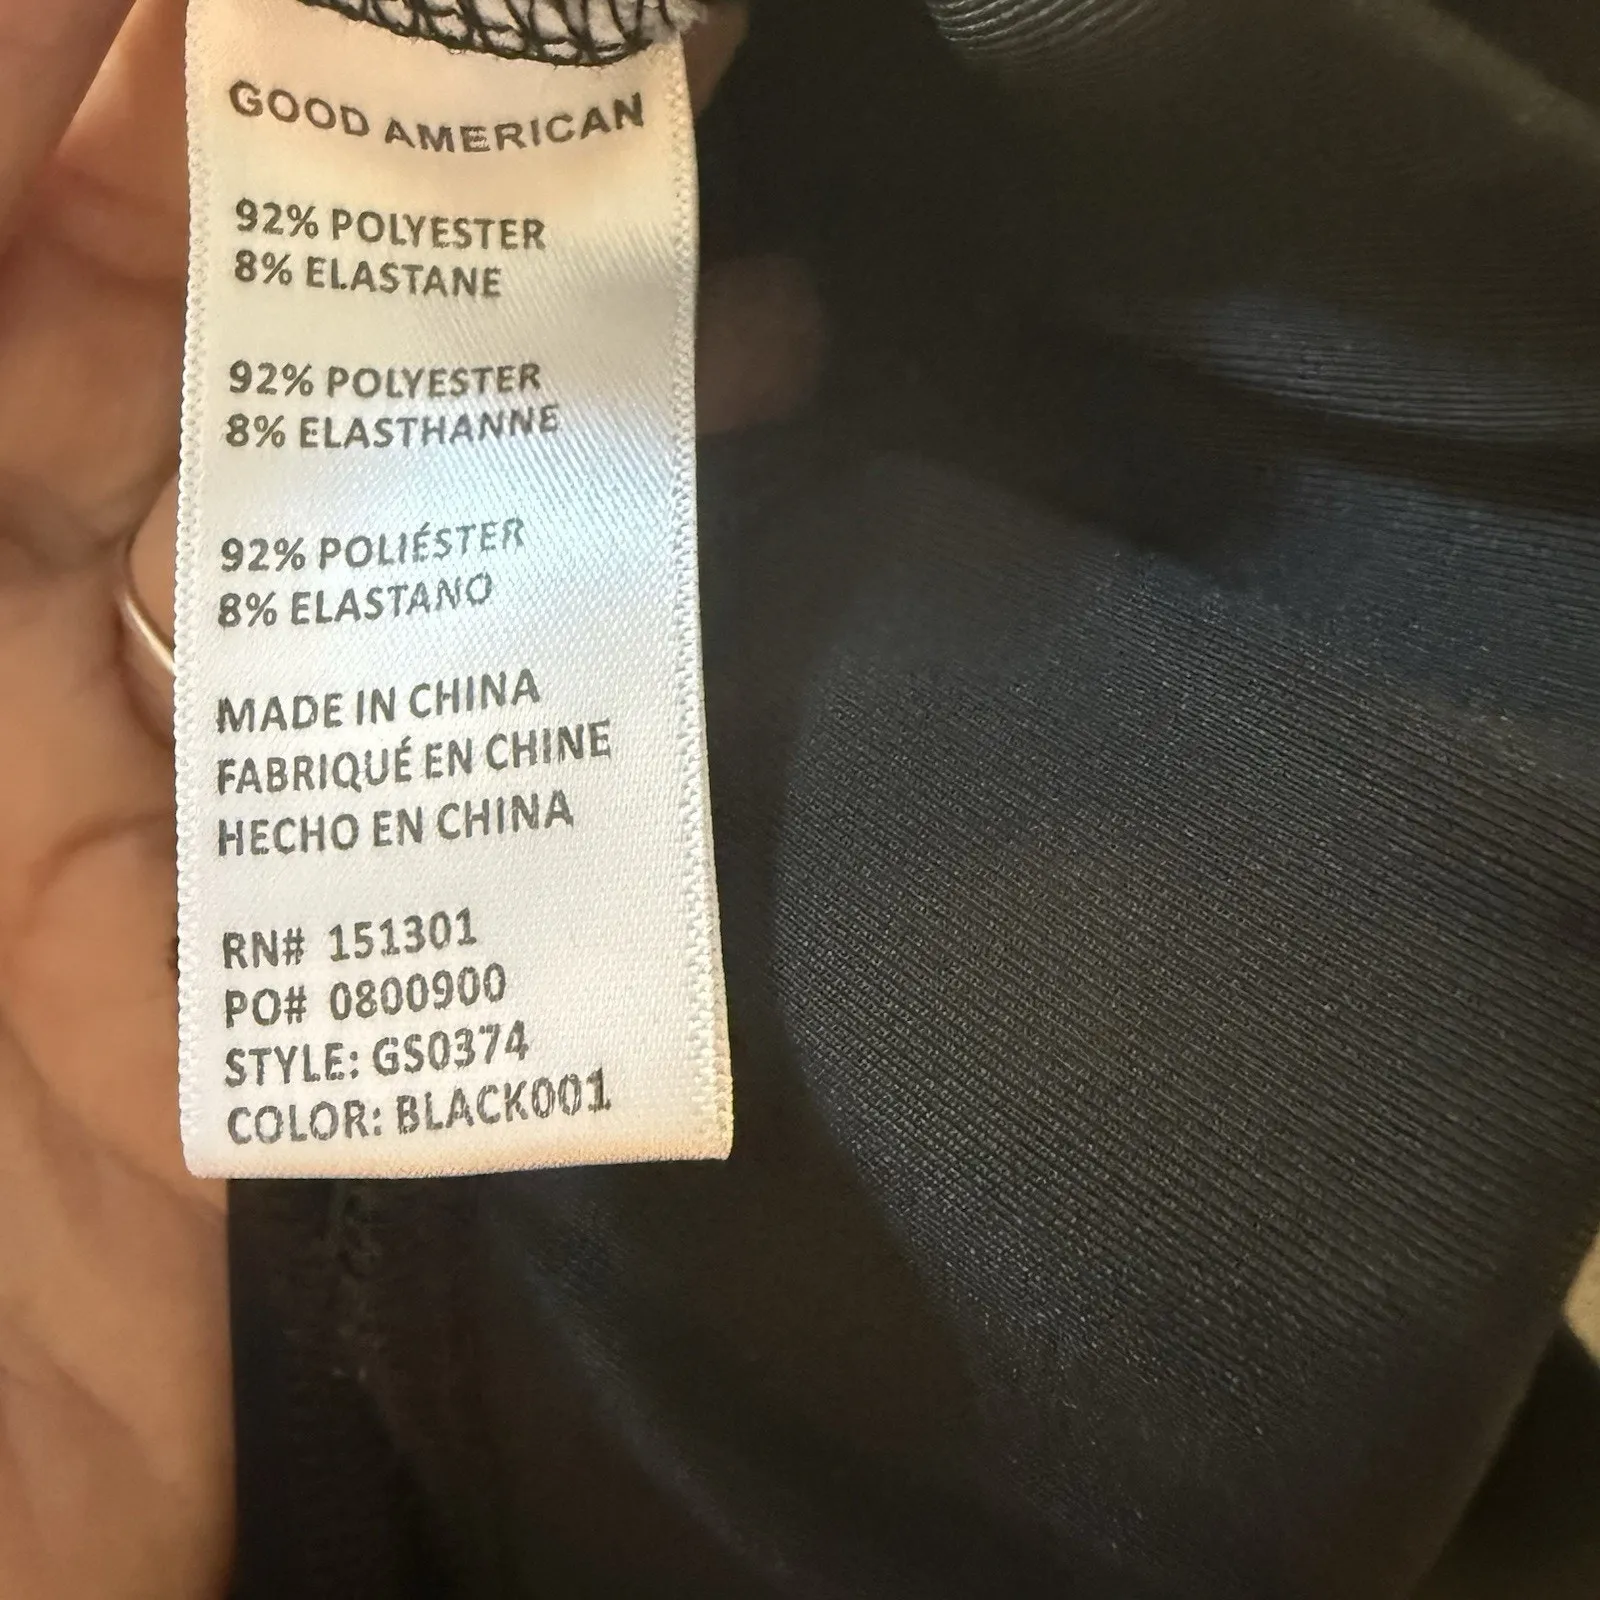 GOOD AMERICAN
92% POLYESTER
8% ELASTANE
92% POLYESTER
8% ELASTHANNE
92% POLIÉSTER
8% ELASTANO
MADE IN CHINA
FABRIQUÉ EN CHINE
HECHO EN CHINA
RN# 151301
PO# 0800900
STYLE: GS0374
COLOR: BLACK001